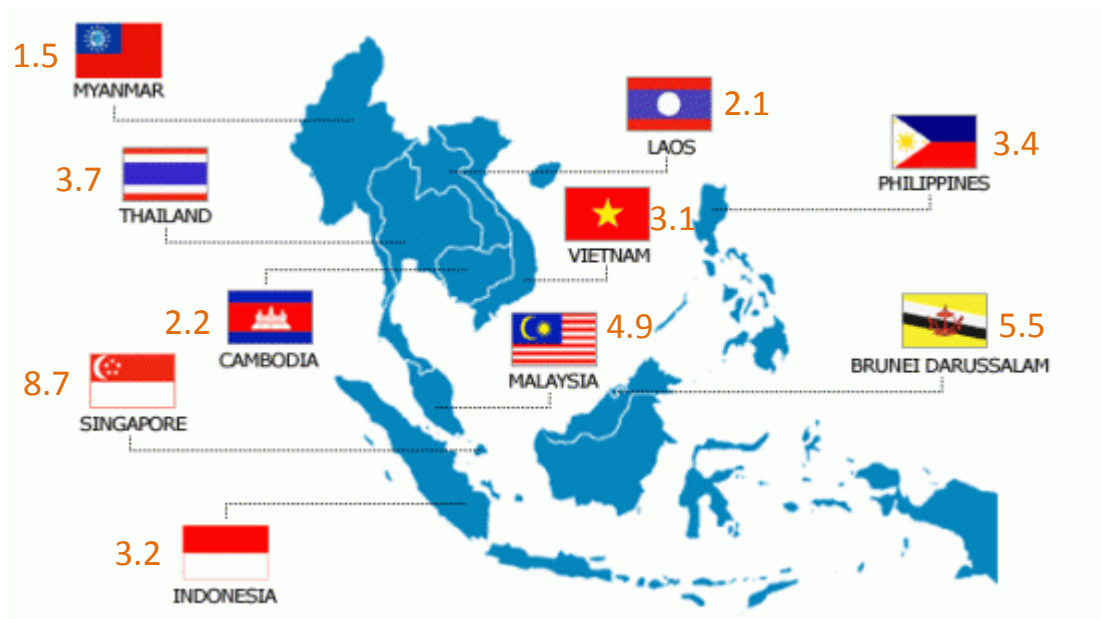 1.5
MYANMAR
2.1
LAOS
3.4
PHILIPPINES
3.7
THAILAND
3.1
VIETNAM
2.2
CAMBODIA
4.9
MALAYSIA
5.5
BRUNEI DARUSSALAM
8.7
SINGAPORE
3.2
INDONESIA